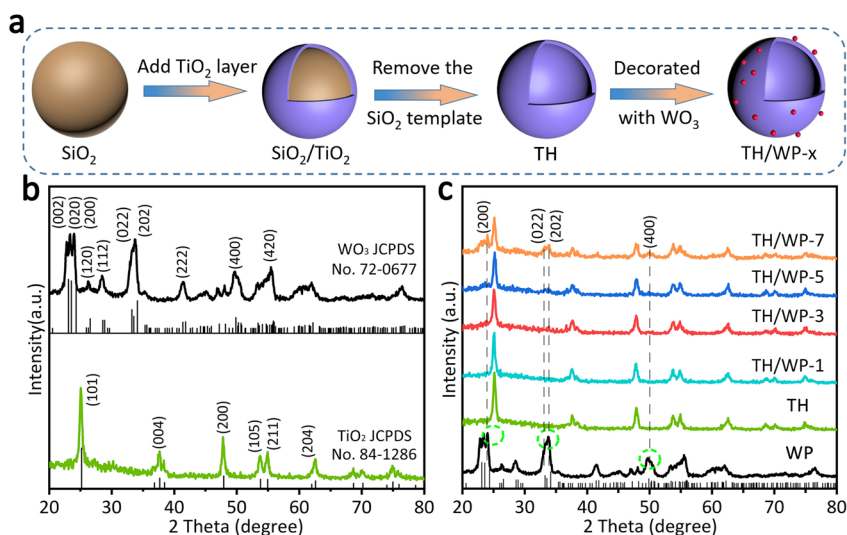 a
Add TiO2 layer
Remove the
SiO2 template
Decorated
with WO3
SiO2
SiO2/TiO2
TH
TH/WP-x
b
(002)
(020)
(200)
(120)
(112)
(022)
(202)
(222)
(400)
(420)
WO3 JCPDS
No. 72-0677
(101)
(004)
(200)
(105)
(211)
(204)
TiO2 JCPDS
No. 84-1286
Intensity(a.u.)
20 30 40 50 60 70 80
2 Theta (degree)
c
(200)
(022)
(202)
(400)
TH/WP-7
TH/WP-5
TH/WP-3
TH/WP-1
TH
WP
Intensity (a.u.)
20 30 40 50 60 70 80
2 Theta (degree)